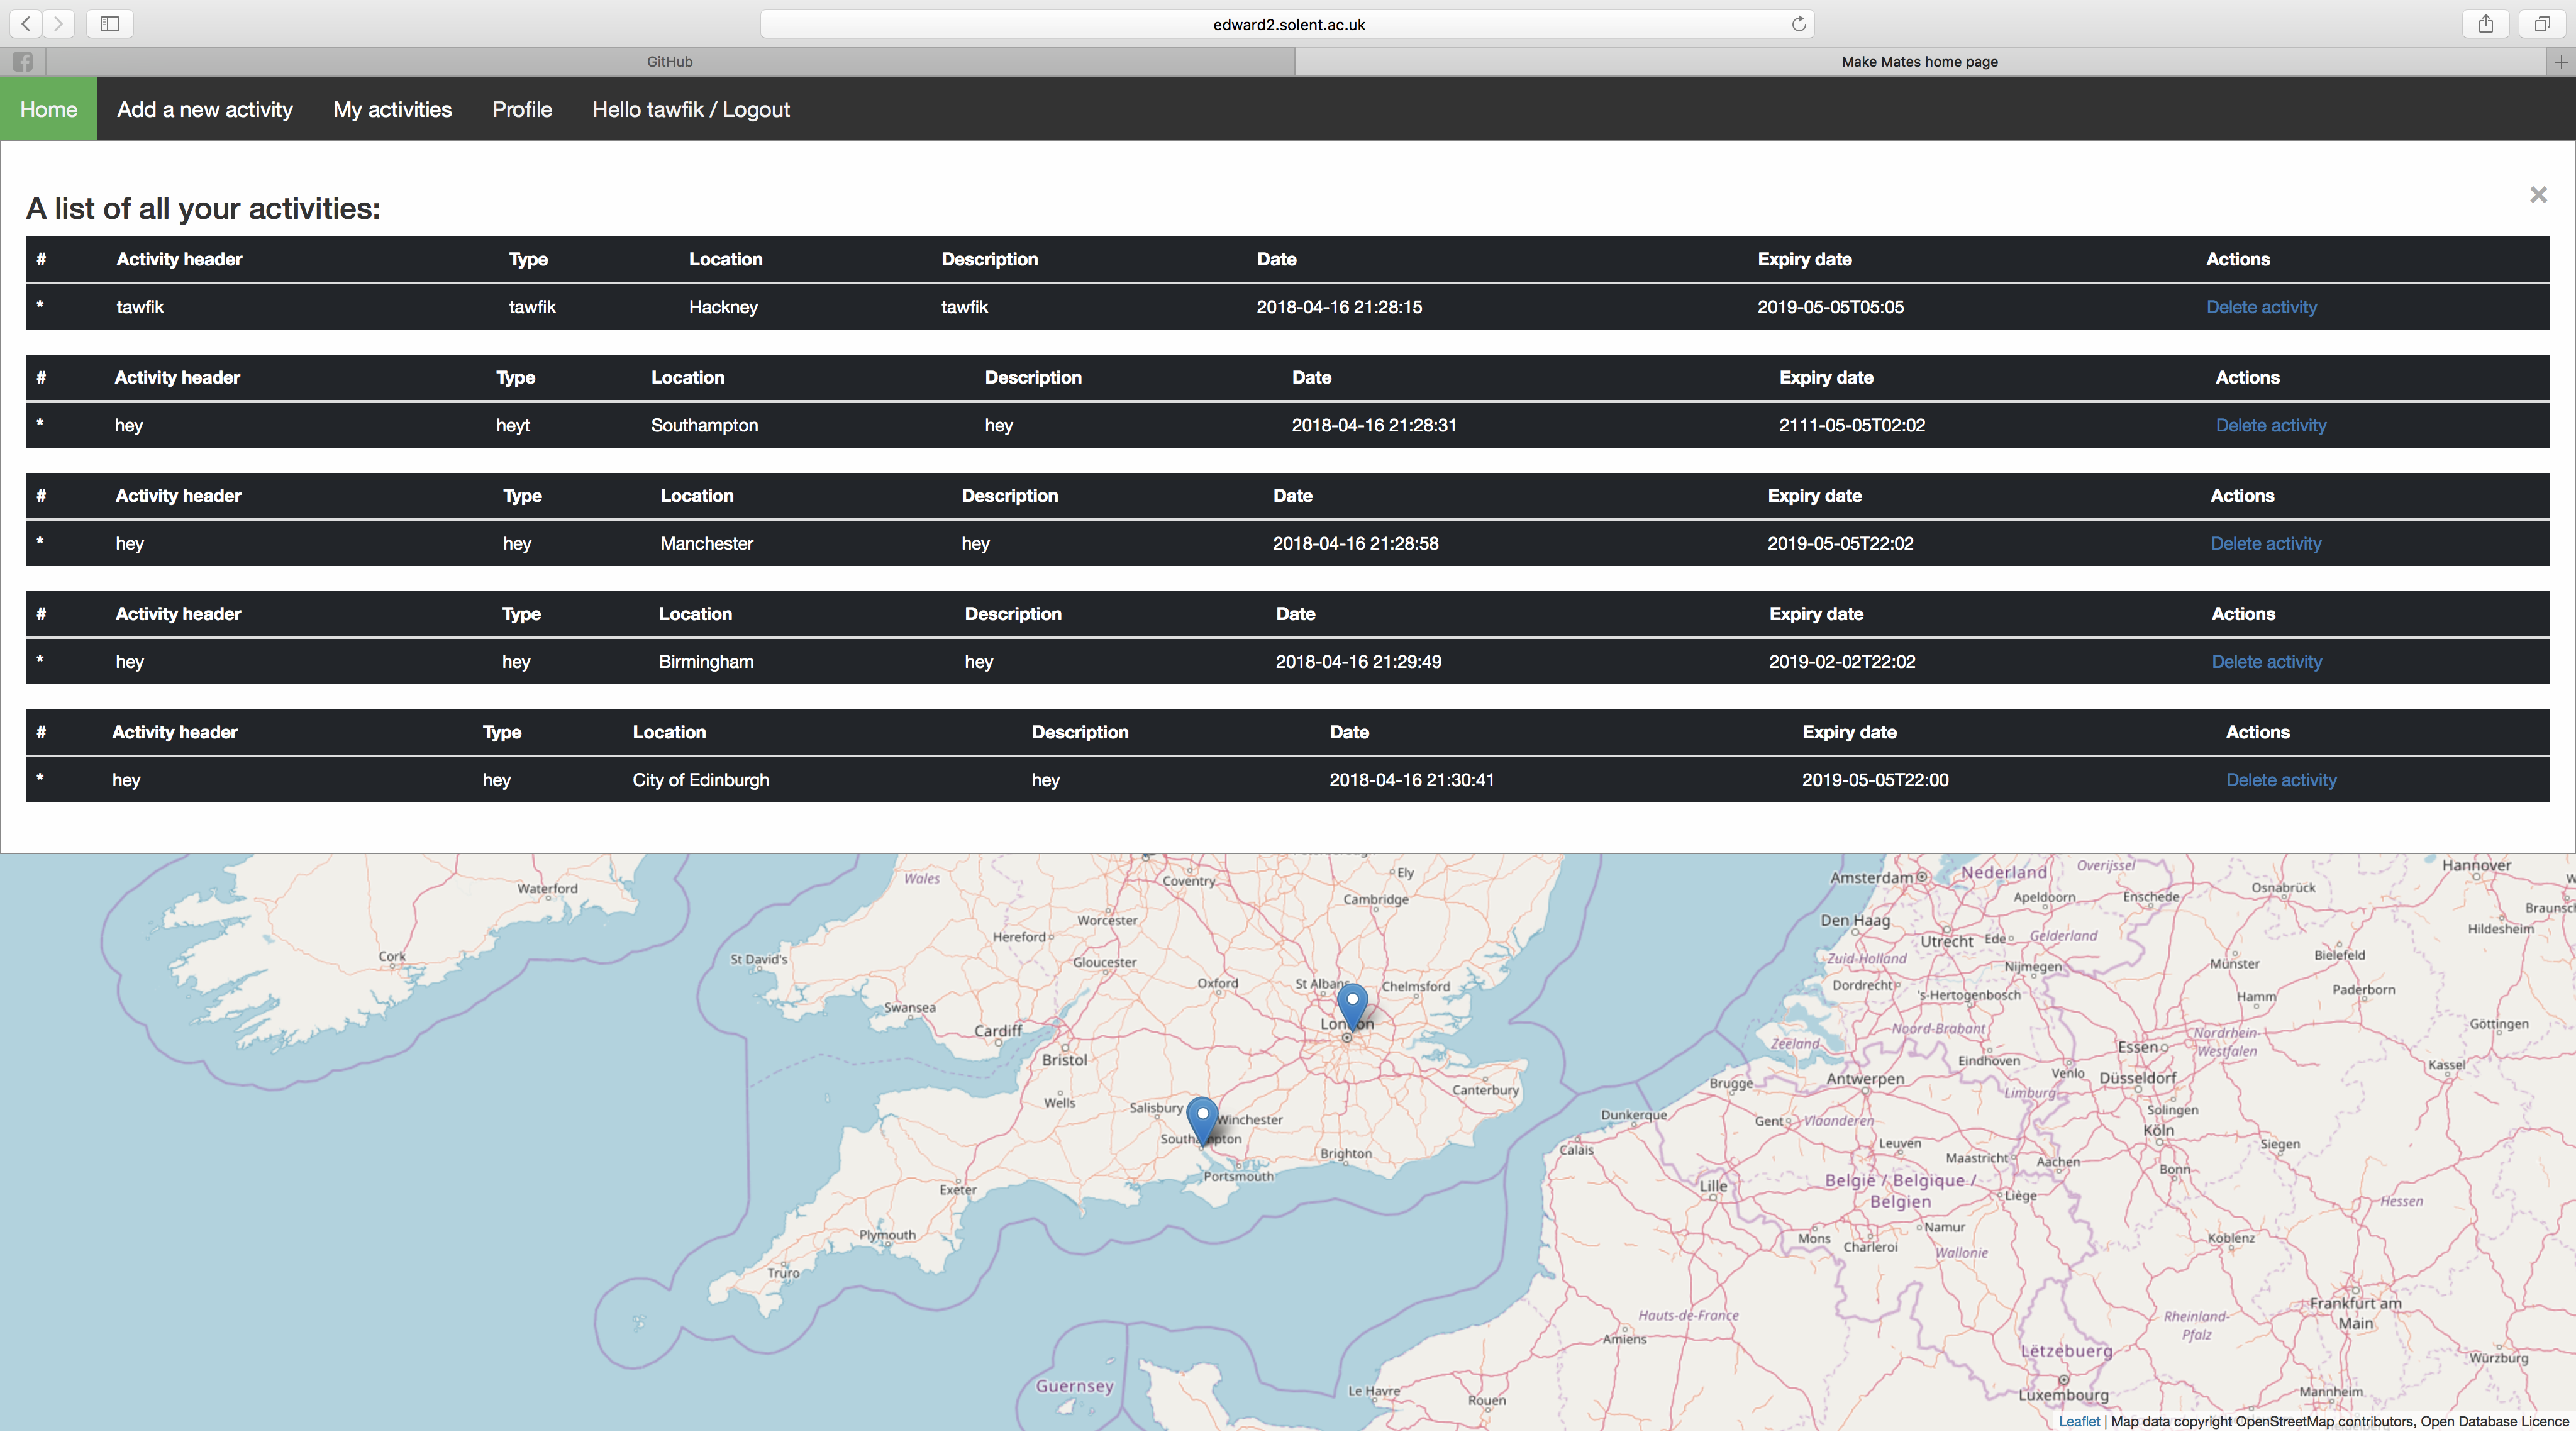 edward2.solent.ac.uk
GitHub
Make Mates home page
Home Add a new activity My activities Profile Hello tawfik / Logout
A list of all your activities:
×
# Activity header Type Location Description Date Expiry date Actions
* tawfik tawfik Hackney tawfik 2018-04-16 21:28:15 2019-05-05T05:05 Delete activity
# Activity header Type Location Description Date Expiry date Actions
* hey heyt Southampton hey 2018-04-16 21:28:31 2111-05-05T02:02 Delete activity
# Activity header Type Location Description Date Expiry date Actions
* hey hey Manchester hey 2018-04-16 21:28:58 2019-05-05T22:02 Delete activity
# Activity header Type Location Description Date Expiry date Actions
* hey hey Birmingham hey 2018-04-16 21:29:49 2019-02-02T22:02 Delete activity
# Activity header Type Location Description Date Expiry date Actions
* hey hey City of Edinburgh hey 2018-04-16 21:30:41 2019-05-05T22:00 Delete activity
Waterford
Cork
Wales
Coventry
Ely
Cambridge
Worcester
Hereford
St David's
Gloucester
Oxford
St Albans
Chelmsford
Swansea
Cardiff
London
Bristol
Canterbury
Wells
Salisbury
Winchester
Southampton
Brighton
Portsmouth
Exeter
Plymouth
Truro
Guernsey
Amsterdam
Nederland
Overijssel
Hannover
Osnabrück
Apeldoorn
Enschede
Den Haag
Utrecht
Ede
Gelderland
Hildesheim
Zuid-Holland
Nijmegen
Münster
Bielefeld
Dordrecht
's-Hertogenbosch
Hamm
Paderborn
Noord-Brabant
Göttingen
Zeeland
Essen
Nordrhein-
Westfalen
Eindhoven
Kassel
Brugge
Antwerpen
Venlo
Düsseldorf
Limburg
Dunkerque
Gent
Vlaanderen
Solingen
Köln
Leuven
Siegen
Calais
Maastricht
Aachen
Bonn
Lille
België / Belgique /
Belgien
Liège
Hessen
Namur
Mons
Charleroi
Wallonie
Koblenz
Hauts-de-France
Amiens
Rheinland-
Pfalz
Frankfurt am
Main
Lëtzebuerg
Würzburg
Le Havre
Rouen
Luxembourg
Mannheim
Leaflet | Map data copyright OpenStreetMap contributors, Open Database Licence